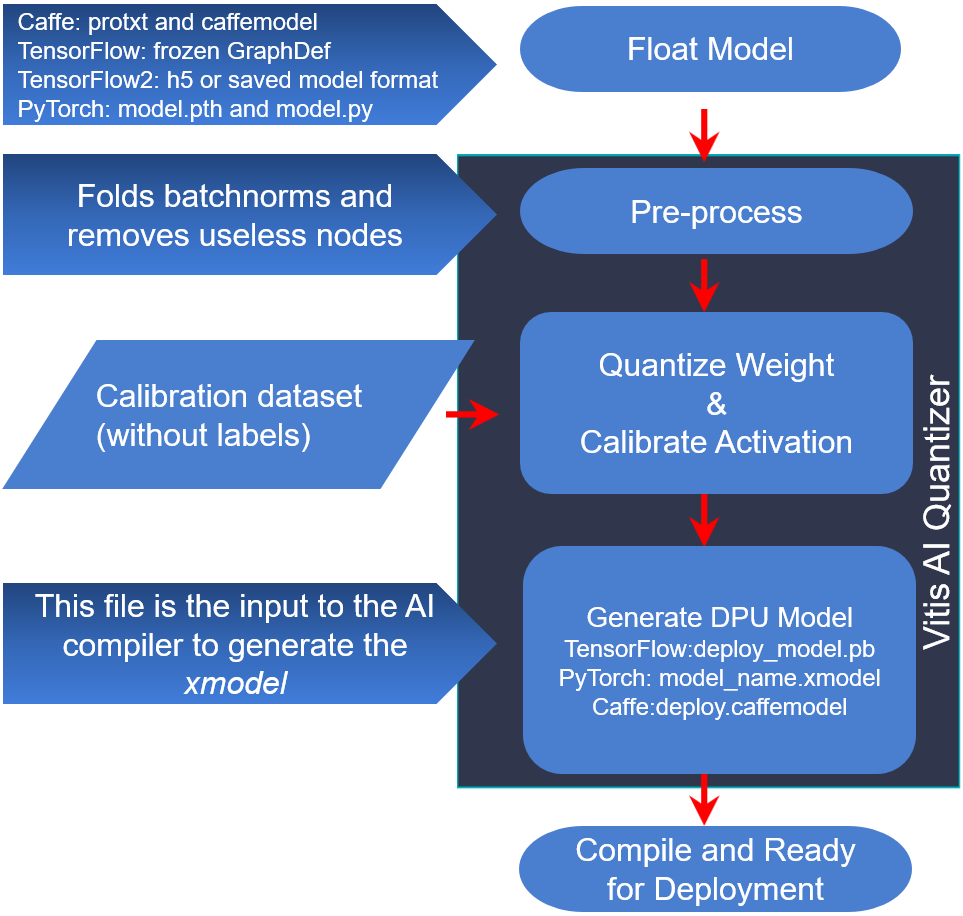 Caffe: protxt and caffemodel
TensorFlow: frozen GraphDef
TensorFlow2: h5 or saved model format
PyTorch: model.pth and model.py
Float Model
Folds batchnorms and
removes useless nodes
Pre-process
Calibration dataset
(without labels)
Quantize Weight
&
Calibrate Activation
Vitis AI Quantizer
This file is the input to the AI
compiler to generate the
xmodel
Generate DPU Model
TensorFlow:deploy_model.pb
PyTorch: model_name.xmodel
Caffe:deploy.caffemodel
Compile and Ready
for Deployment